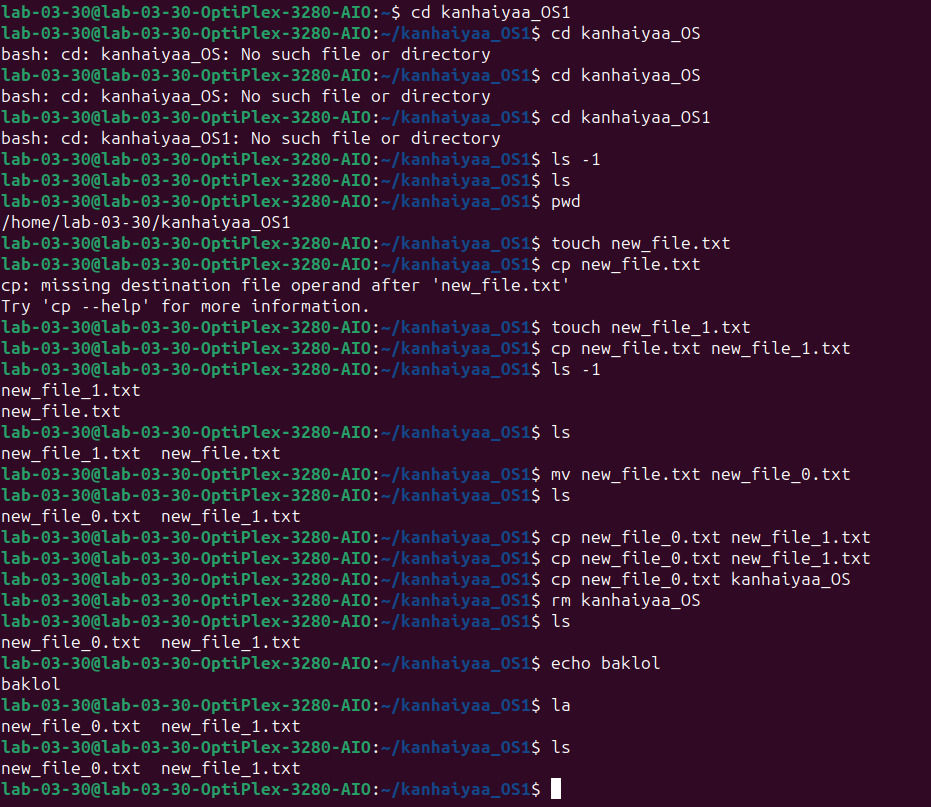 lab-03-30@lab-03-30-OptiPlex-3280-AIO:~$ cd kanhaiyaa_OS1
lab-03-30@lab-03-30-OptiPlex-3280-AIO:~/kanhaiyaa_OS1$ cd kanhaiyaa_OS
bash: cd: kanhaiyaa_OS: No such file or directory
lab-03-30@lab-03-30-OptiPlex-3280-AIO:~/kanhaiyaa_OS1$ cd kanhaiyaa_OS
bash: cd: kanhaiyaa_OS: No such file or directory
lab-03-30@lab-03-30-OptiPlex-3280-AIO:~/kanhaiyaa_OS1$ cd kanhaiyaa_OS1
bash: cd: kanhaiyaa_OS1: No such file or directory
lab-03-30@lab-03-30-OptiPlex-3280-AIO:~/kanhaiyaa_OS1$ ls -1
lab-03-30@lab-03-30-OptiPlex-3280-AIO:~/kanhaiyaa_OS1$ ls
lab-03-30@lab-03-30-OptiPlex-3280-AIO:~/kanhaiyaa_OS1$ pwd
/home/lab-03-30/kanhaiyaa_OS1
lab-03-30@lab-03-30-OptiPlex-3280-AIO:~/kanhaiyaa_OS1$ touch new_file.txt
lab-03-30@lab-03-30-OptiPlex-3280-AIO:~/kanhaiyaa_OS1$ cp new_file.txt
cp: missing destination file operand after 'new_file.txt'
Try 'cp --help' for more information.
lab-03-30@lab-03-30-OptiPlex-3280-AIO:~/kanhaiyaa_OS1$ touch new_file_1.txt
lab-03-30@lab-03-30-OptiPlex-3280-AIO:~/kanhaiyaa_OS1$ cp new_file.txt new_file_1.txt
lab-03-30@lab-03-30-OptiPlex-3280-AIO:~/kanhaiyaa_OS1$ ls -1
new_file_1.txt
new_file.txt
lab-03-30@lab-03-30-OptiPlex-3280-AIO:~/kanhaiyaa_OS1$ ls
new_file_1.txt  new_file.txt
lab-03-30@lab-03-30-OptiPlex-3280-AIO:~/kanhaiyaa_OS1$ mv new_file.txt new_file_0.txt
lab-03-30@lab-03-30-OptiPlex-3280-AIO:~/kanhaiyaa_OS1$ ls
new_file_0.txt  new_file_1.txt
lab-03-30@lab-03-30-OptiPlex-3280-AIO:~/kanhaiyaa_OS1$ cp new_file_0.txt new_file_1.txt
lab-03-30@lab-03-30-OptiPlex-3280-AIO:~/kanhaiyaa_OS1$ cp new_file_0.txt new_file_1.txt
lab-03-30@lab-03-30-OptiPlex-3280-AIO:~/kanhaiyaa_OS1$ cp new_file_0.txt kanhaiyaa_OS
lab-03-30@lab-03-30-OptiPlex-3280-AIO:~/kanhaiyaa_OS1$ rm kanhaiyaa_OS
lab-03-30@lab-03-30-OptiPlex-3280-AIO:~/kanhaiyaa_OS1$ ls
new_file_0.txt  new_file_1.txt
lab-03-30@lab-03-30-OptiPlex-3280-AIO:~/kanhaiyaa_OS1$ echo baklol
baklol
lab-03-30@lab-03-30-OptiPlex-3280-AIO:~/kanhaiyaa_OS1$ la
new_file_0.txt  new_file_1.txt
lab-03-30@lab-03-30-OptiPlex-3280-AIO:~/kanhaiyaa_OS1$ ls
new_file_0.txt  new_file_1.txt
lab-03-30@lab-03-30-OptiPlex-3280-AIO:~/kanhaiyaa_OS1$